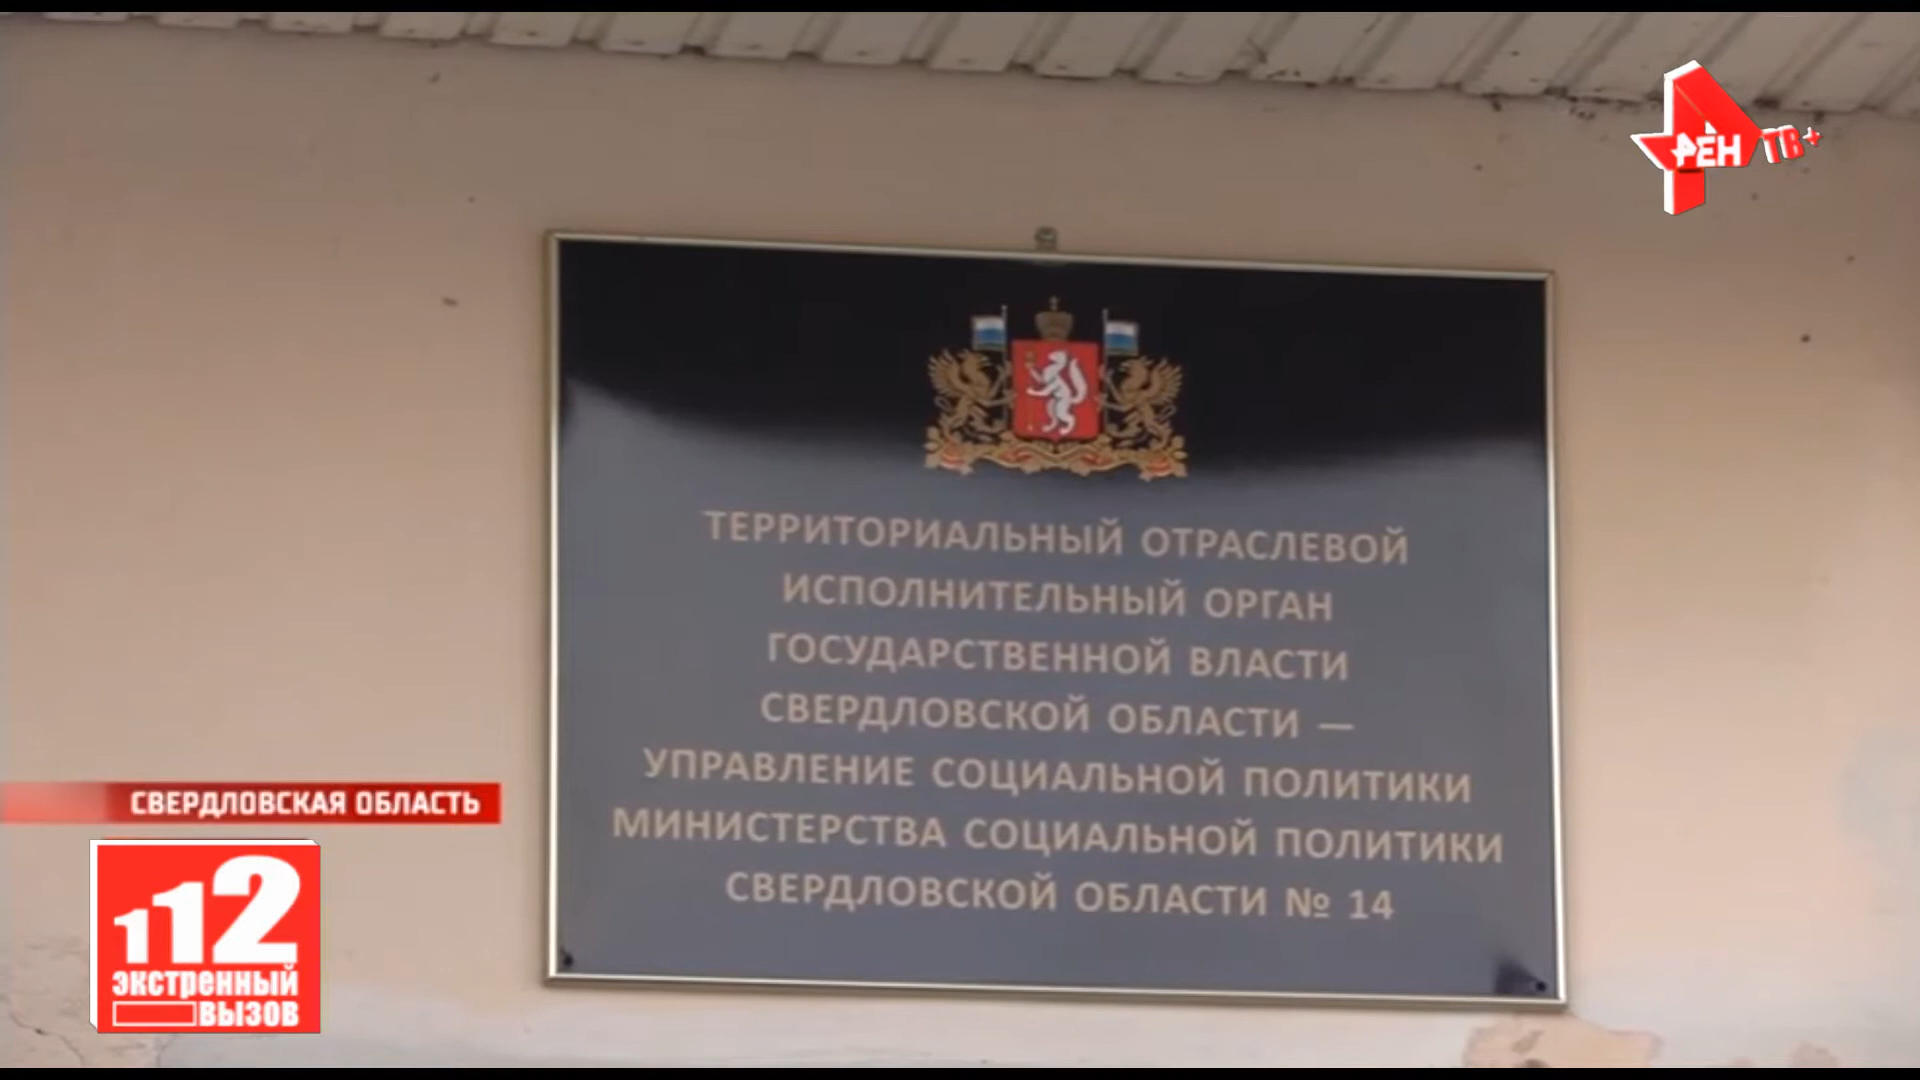 РЕН ТВ+
ТЕРРИТОРИАЛЬНЫЙ ОТРАСЛЕВОЙ
ИСПОЛНИТЕЛЬНЫЙ ОРГАН
ГОСУДАРСТВЕННОЙ ВЛАСТИ
СВЕРДЛОВСКОЙ ОБЛАСТИ —
УПРАВЛЕНИЕ СОЦИАЛЬНОЙ ПОЛИТИКИ
МИНИСТЕРСТВА СОЦИАЛЬНОЙ ПОЛИТИКИ
СВЕРДЛОВСКОЙ ОБЛАСТИ № 14
СВЕРДЛОВСКАЯ ОБЛАСТЬ
112
экстренный
вызов